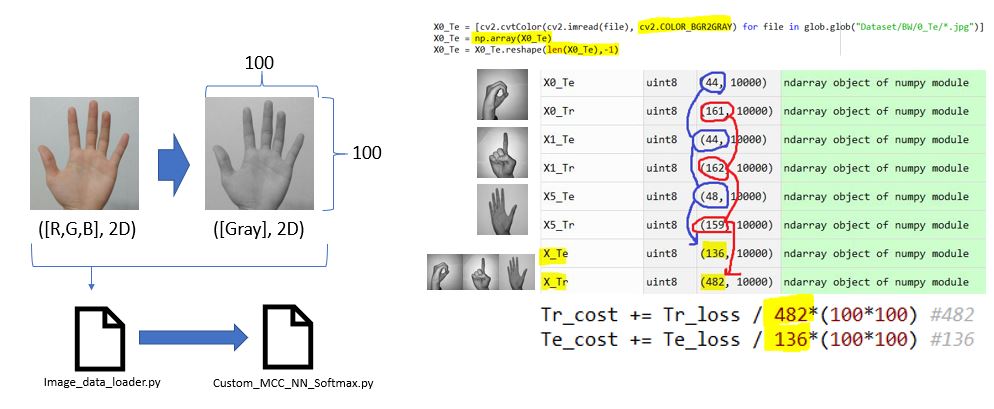 100
100
([R,G,B], 2D)
([Gray], 2D)
Image_data_loader.py
Custom_MCC_NN_Softmax.py
X0_Te = [cv2.cvtColor(cv2.imread(file), cv2.COLOR_BGR2GRAY) for file in glob.glob("Dataset/BW/0_Te/*.jpg")]
X0_Te = np.array(X0_Te)
X0_Te = X0_Te.reshape(len(X0_Te),-1)
X0_Te uint8 (44, 10000) ndarray object of numpy module
X0_Tr uint8 (161, 10000) ndarray object of numpy module
X1_Te uint8 (44, 10000) ndarray object of numpy module
X1_Tr uint8 (162, 10000) ndarray object of numpy module
X5_Te uint8 (48, 10000) ndarray object of numpy module
X5_Tr uint8 (159, 10000) ndarray object of numpy module
X_Te uint8 (136, 10000) ndarray object of numpy module
X_Tr uint8 (482, 10000) ndarray object of numpy module
Tr_cost += Tr_loss / 482*(100*100) #482
Te_cost += Te_loss / 136*(100*100) #136